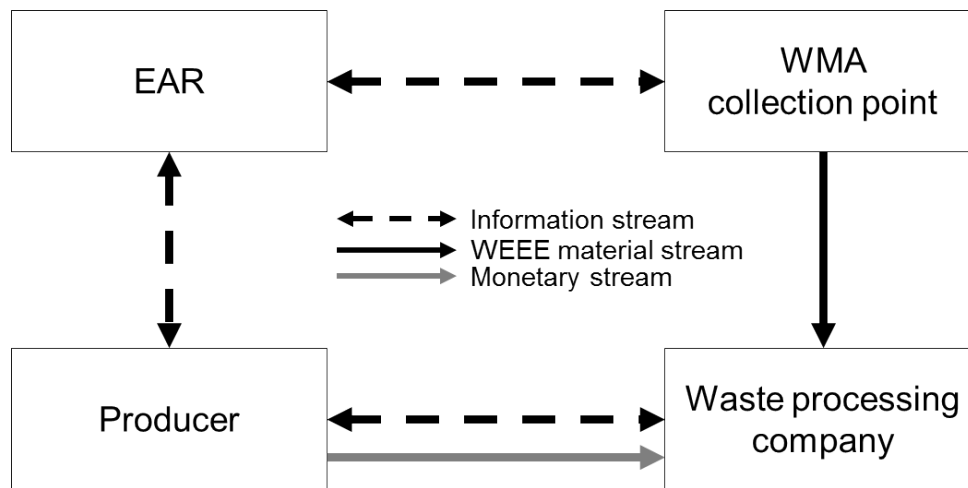 EAR
WMA
collection point
Information stream
WEEE material stream
Monetary stream
Producer
Waste processing
company